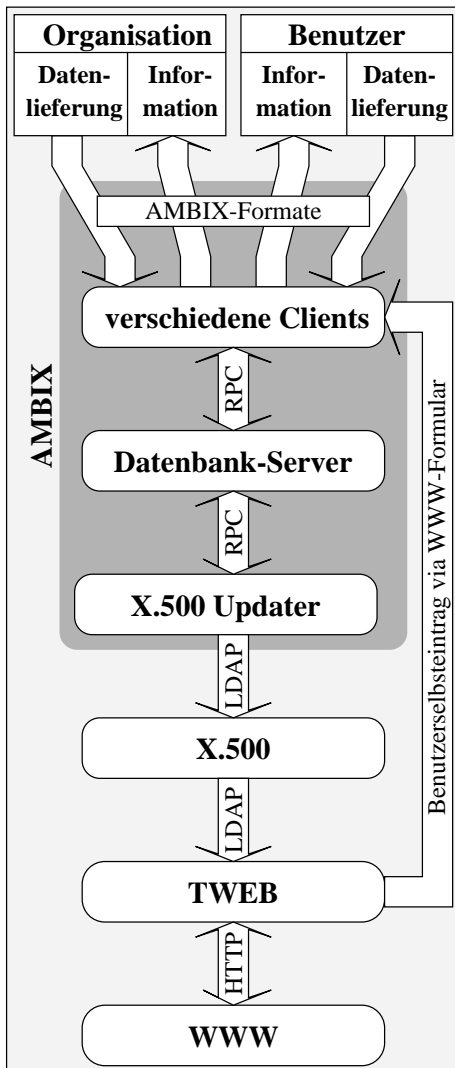 Organisation
Benutzer
Daten-
lieferung
Infor-
mation
Infor-
mation
Daten-
lieferung
AMBIX-Formate
verschiedene Clients
RPC
AMBIX
Datenbank-Server
RPC
X.500 Updater
LDAP
X.500
LDAP
TWEB
HTTP
WWW
Benutzerselbsteintrag via WWW-Formular